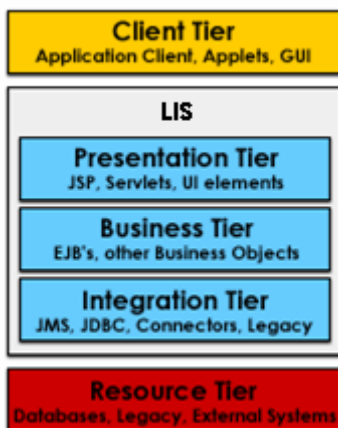 Client Tier
Application Client, Applets, GUI
LIS
Presentation Tier
JSP, Servlets, UI elements
Business Tier
EJB's, other Business Objects
Integration Tier
JMS, JDBC, Connectors, Legacy
Resource Tier
Databases, Legacy, External Systems